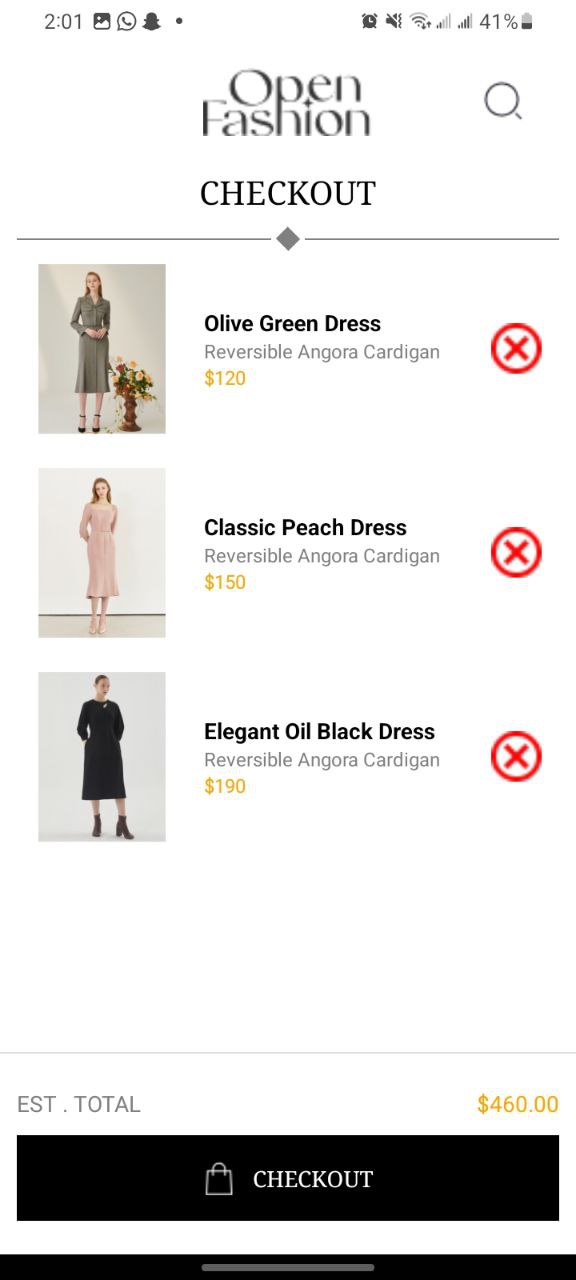 2:01
41%
Open
Fashion
CHECKOUT
Olive Green Dress
Reversible Angora Cardigan
$120
Classic Peach Dress
Reversible Angora Cardigan
$150
Elegant Oil Black Dress
Reversible Angora Cardigan
$190
EST . TOTAL
$460.00
CHECKOUT